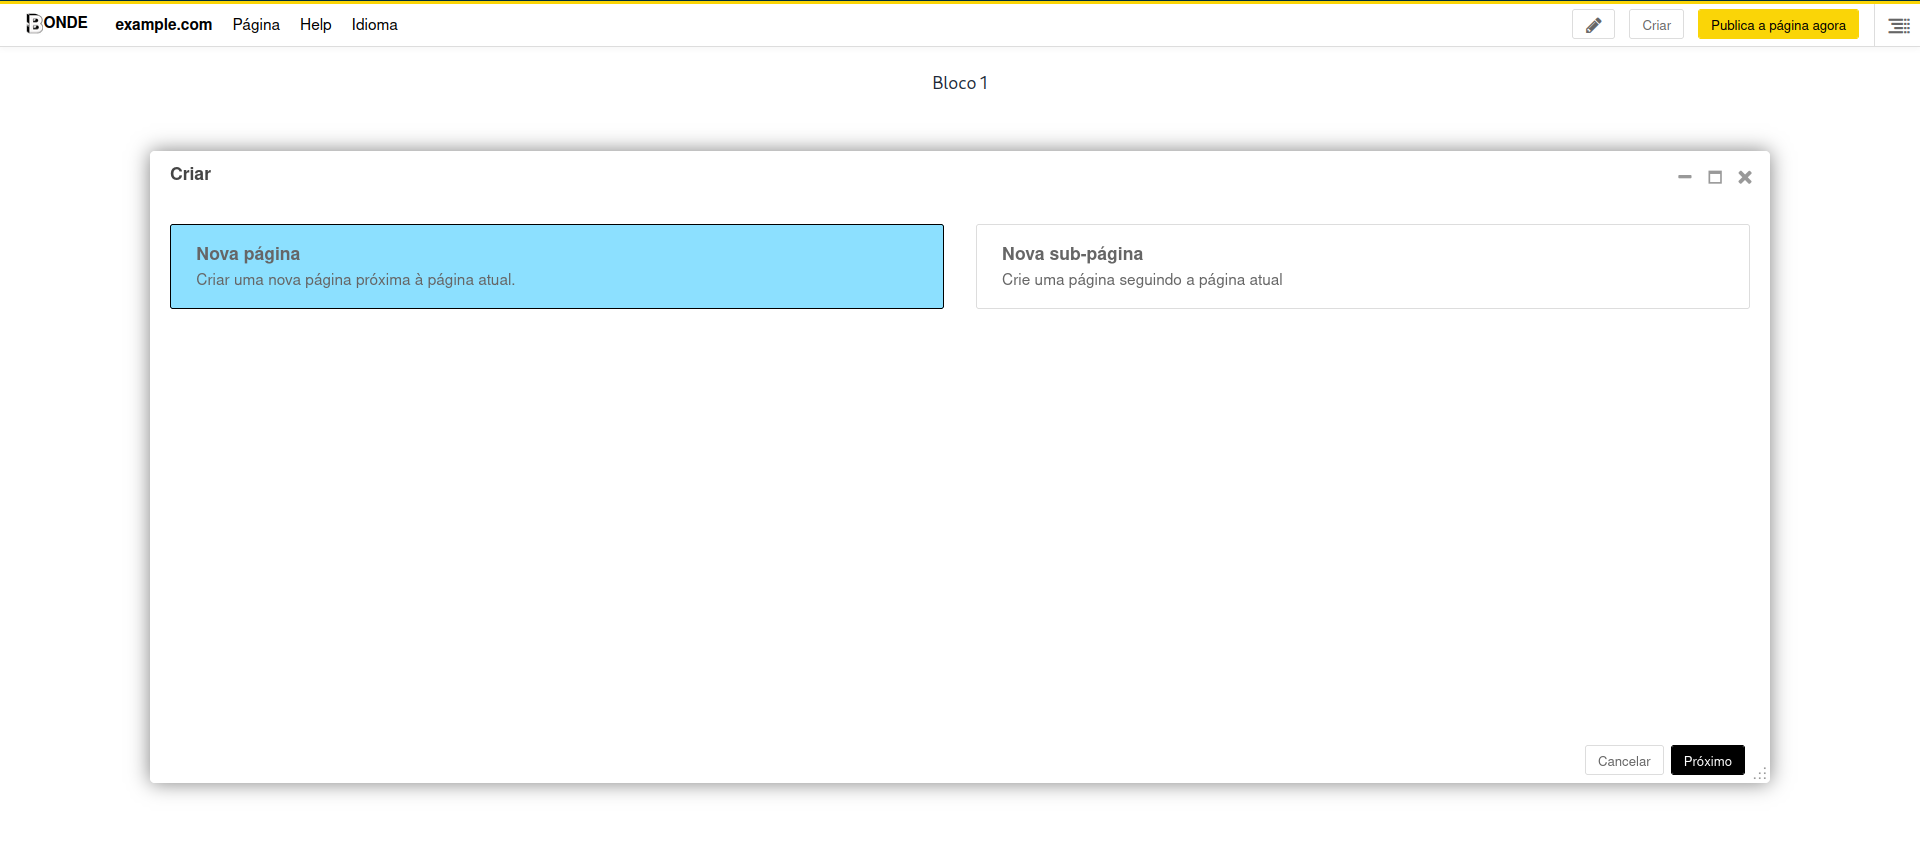 BONDE example.com Página Help Idioma Criar Publica a página agora
Bloco 1
Criar
Nova página
Criar uma nova página próxima à página atual.
Nova sub-página
Crie uma página seguindo a página atual
Cancelar Próximo